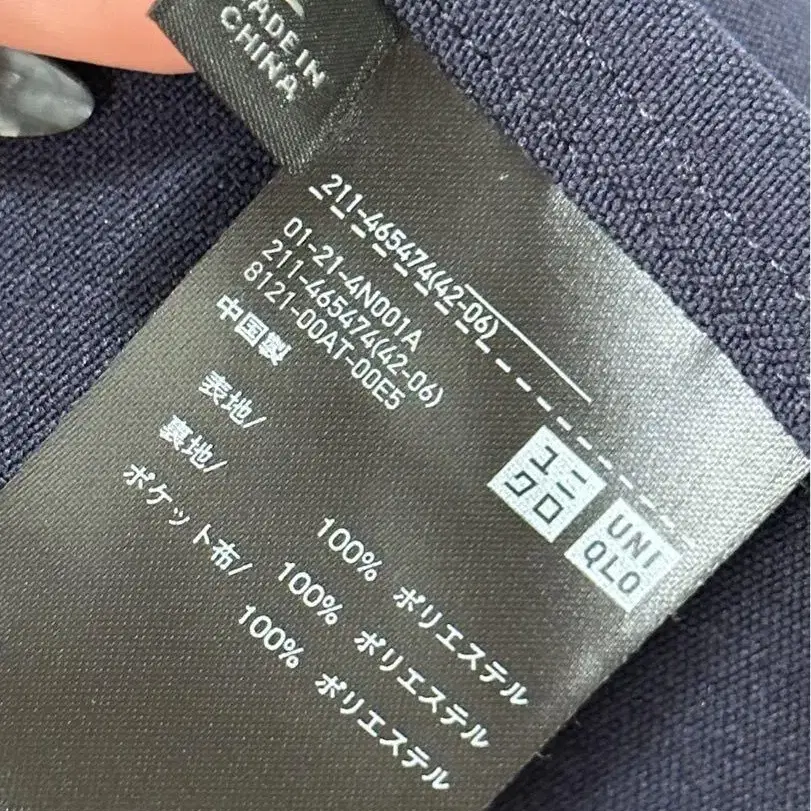 MADE IN
CHINA
211-465474(42-06)
01-21-4N001A
211-465474(42-06)
8121-00AT-00E5
中国製
ユニ
クロ
UNI
QLO
表地/
100% ポリエステル
裏地/
100% ポリエステル
ポケット布/
100% ポリエステル